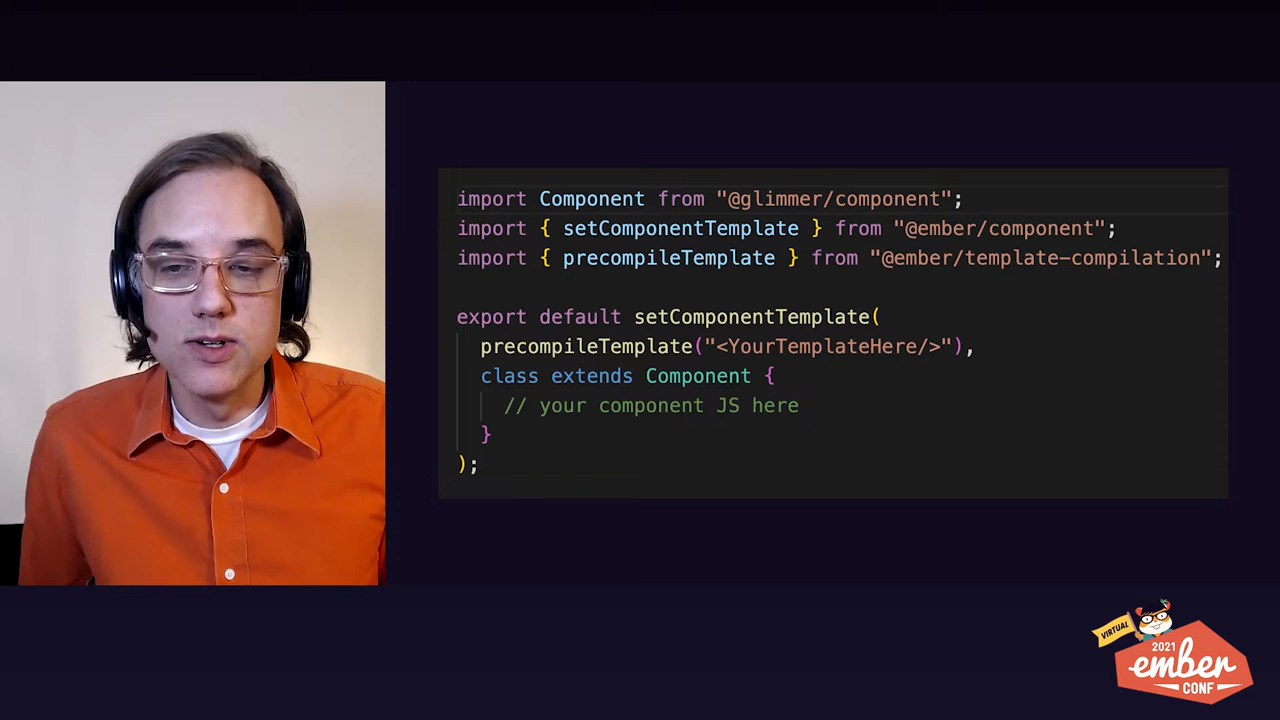 import Component from "@glimmer/component";
import { setComponentTemplate } from "@ember/component";
import { precompileTemplate } from "@ember/template-compilation";
export default setComponentTemplate(
precompileTemplate("<YourTemplateHere/>"),
class extends Component {
// your component JS here
}
);
VIRTUAL
2021
ember
CONF